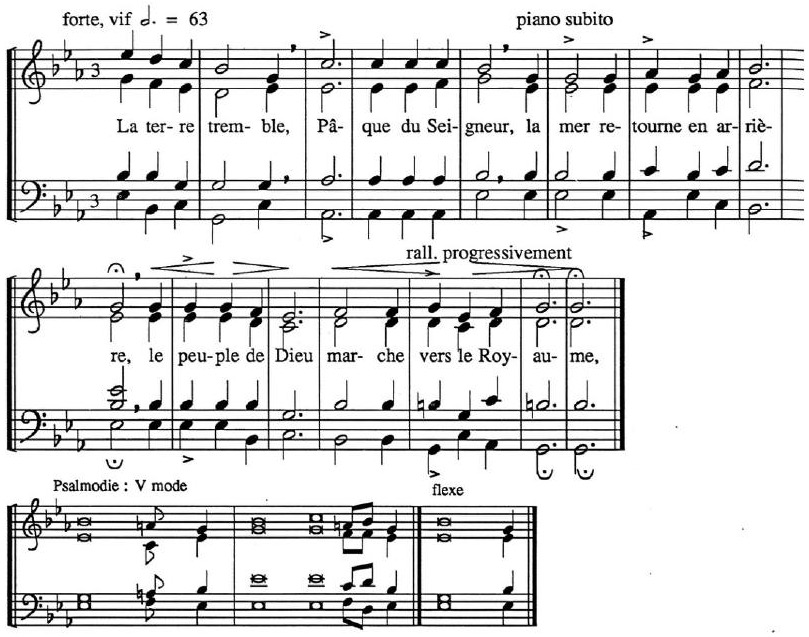 forte, vif 𝅗𝅥. = 63 piano subito
La ter- re trem- ble, Pâ- que du Sei- gneur, la mer re- tourne en ar- riè-
rall. progressivement
re, le peu- ple de Dieu mar- che vers le Roy- au- me,
Psalmodie : V mode flexe